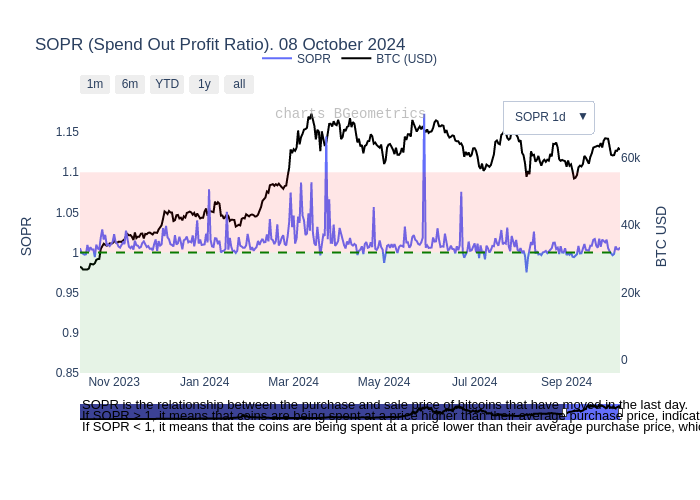 SOPR (Spend Out Profit Ratio). 08 October 2024
SOPR BTC (USD)
1m 6m YTD 1y all
charts BGeometrics
SOPR 1d ▼
1.15
1.1
1.05
1
0.95
0.9
0.85
SOPR
60k
40k
20k
0
BTC USD
Nov 2023 Jan 2024 Mar 2024 May 2024 Jul 2024 Sep 2024
SOPR is the relationship between the purchase and sale price of bitcoins that have moved in the last day.
If SOPR > 1, it means that coins are being spent at a price higher than their average purchase price, indicat
If SOPR < 1, it means that the coins are being spent at a price lower than their average purchase price, whi